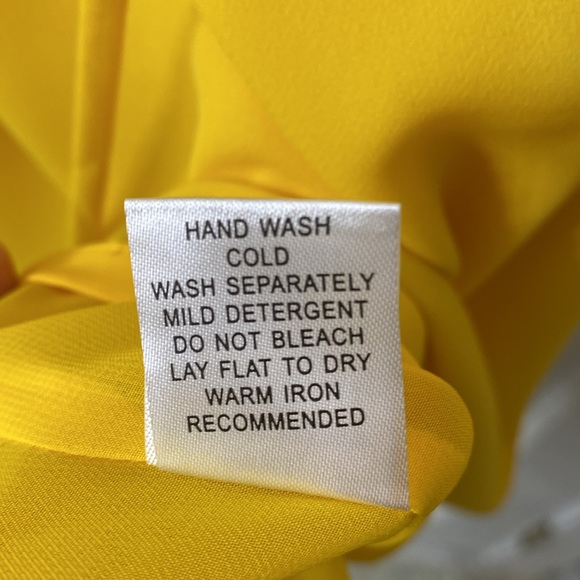 HAND WASH
COLD
WASH SEPARATELY
MILD DETERGENT
DO NOT BLEACH
LAY FLAT TO DRY
WARM IRON
RECOMMENDED